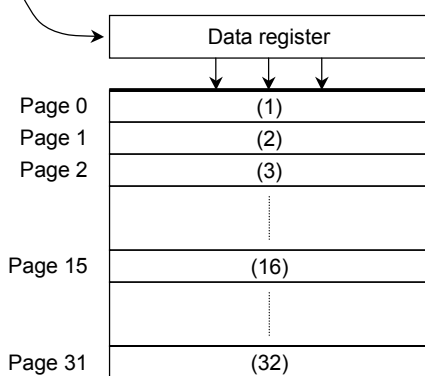 Data register
Page 0 (1)
Page 1 (2)
Page 2 (3)
Page 15 (16)
Page 31 (32)